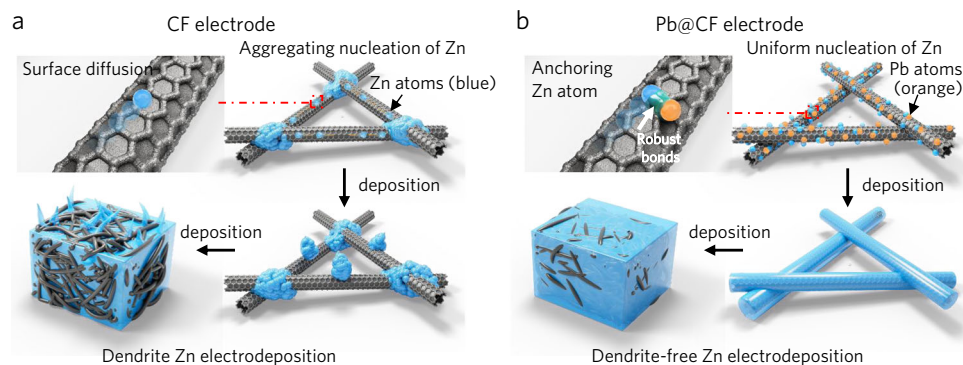 a
CF electrode
Surface diffusion
Aggregating nucleation of Zn
Zn atoms (blue)
deposition
deposition
Dendrite Zn electrodeposition
b
Pb@CF electrode
Anchoring
Zn atom
Robust
bonds
Uniform nucleation of Zn
Pb atoms
(orange)
deposition
deposition
Dendrite-free Zn electrodeposition